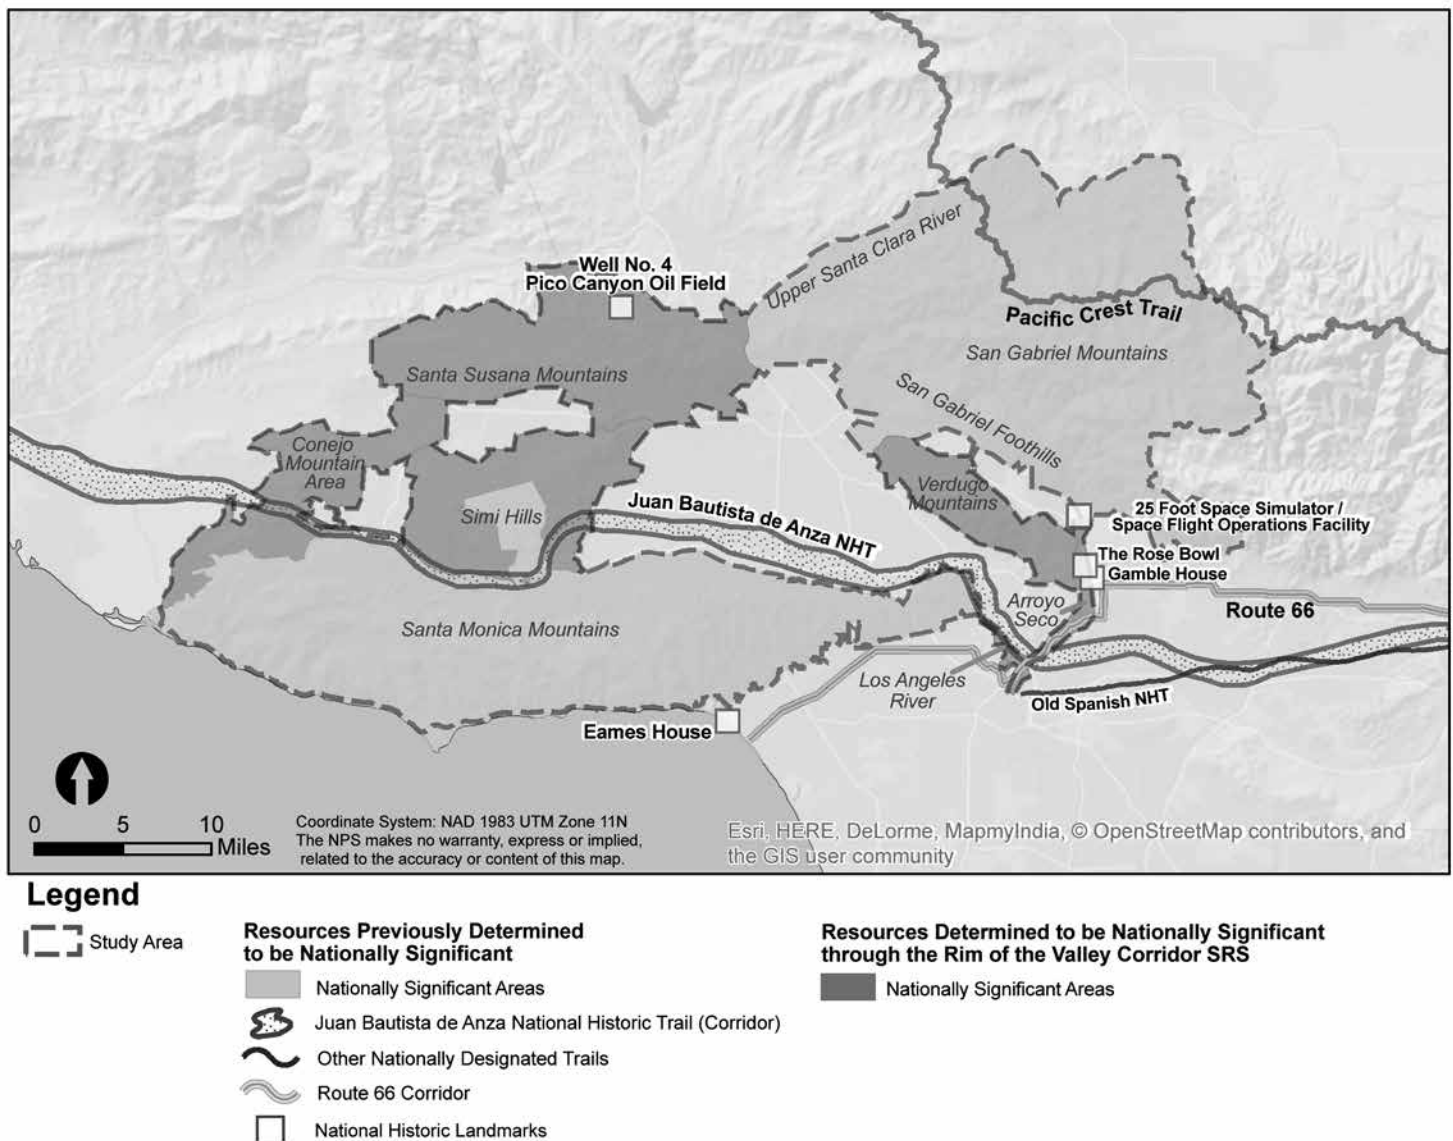 Upper Santa Clara River
Well No. 4
Pico Canyon Oil Field
Pacific Crest Trail
San Gabriel Mountains
Santa Susana Mountains
San Gabriel Foothills
Conejo
Mountain
Area
Verdugo
Mountains
Simi Hills
Juan Bautista de Anza NHT
25 Foot Space Simulator /
Space Flight Operations Facility
The Rose Bowl
Gamble House
Arroyo
Seco
Route 66
Santa Monica Mountains
Los Angeles
River
Old Spanish NHT
Eames House
0 5 10
Miles
Coordinate System: NAD 1983 UTM Zone 11N
The NPS makes no warranty, express or implied,
related to the accuracy or content of this map.
Esri, HERE, DeLorme, MapmyIndia, © OpenStreetMap contributors, and
the GIS user community
Legend
Study Area
Resources Previously Determined
to be Nationally Significant
Nationally Significant Areas
Juan Bautista de Anza National Historic Trail (Corridor)
Other Nationally Designated Trails
Route 66 Corridor
National Historic Landmarks
Resources Determined to be Nationally Significant
through the Rim of the Valley Corridor SRS
Nationally Significant Areas